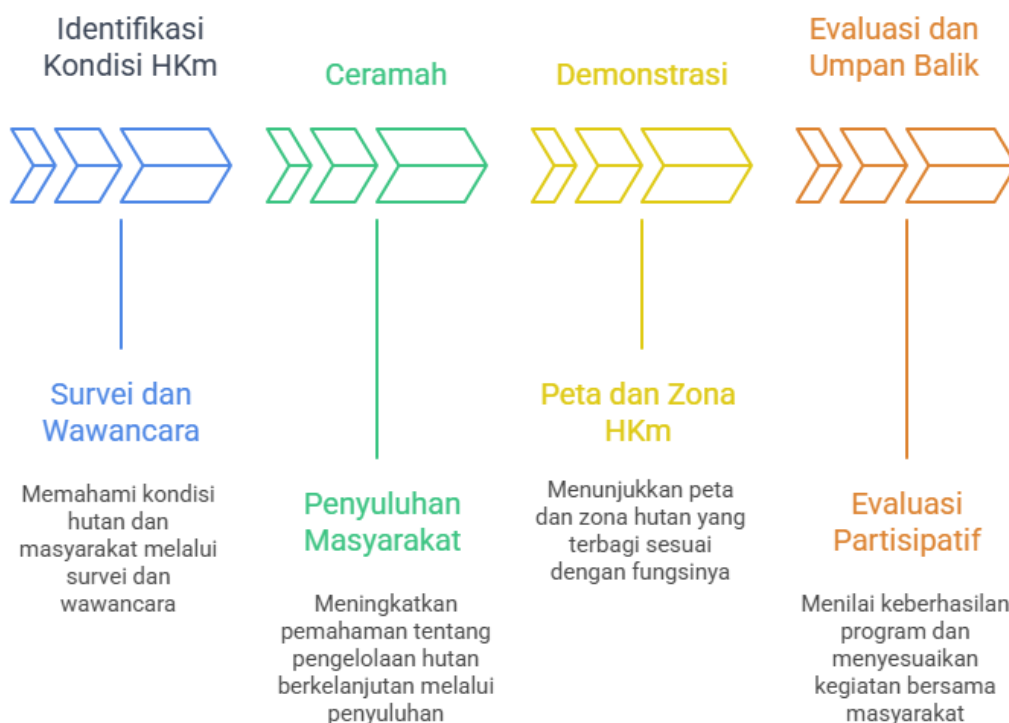 Identifikasi
Kondisi HKm
Survei dan
Wawancara
Memahami kondisi
hutan dan
masyarakat melalui
survei dan
wawancara
Ceramah
Penyuluhan
Masyarakat
Meningkatkan
pemahaman tentang
pengelolaan hutan
berkelanjutan melalui
penyuluhan
Demonstrasi
Peta dan Zona
HKm
Menunjukkan peta
dan zona hutan yang
terbagi sesuai
dengan fungsinya
Evaluasi dan
Umpan Balik
Evaluasi
Partisipatif
Menilai keberhasilan
program dan
menyesuaikan
kegiatan bersama
masyarakat